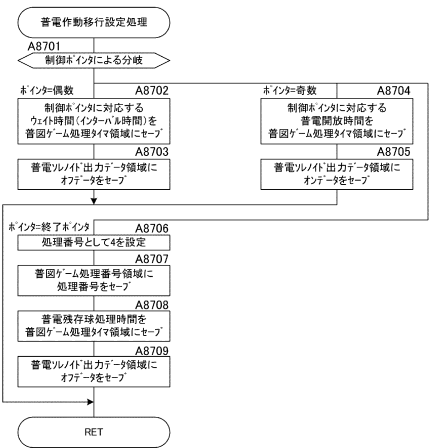 普電作動移行設定処理
A8701
制御ﾎﾟｲﾝﾀによる分岐
ﾎﾟｲﾝﾀ=偶数
A8702
制御ﾎﾟｲﾝﾀに対応する
ｳｪｲﾄ時間(ｲﾝﾀｰﾊﾞﾙ時間)を
普図ｹﾞｰﾑ処理ﾀｲﾏ領域にｾｰﾌﾞ
A8703
普電ｿﾚﾉｲﾄﾞ出力ﾃﾞｰﾀ領域に
ｵﾌﾃﾞｰﾀをｾｰﾌﾞ
ﾎﾟｲﾝﾀ=奇数
A8704
制御ﾎﾟｲﾝﾀに対応する
普電開放時間を
普図ｹﾞｰﾑ処理ﾀｲﾏ領域にｾｰﾌﾞ
A8705
普電ｿﾚﾉｲﾄﾞ出力ﾃﾞｰﾀ領域に
ｵﾝﾃﾞｰﾀをｾｰﾌﾞ
ﾎﾟｲﾝﾀ=終了ﾎﾟｲﾝﾀ
A8706
処理番号として4を設定
A8707
普図ｹﾞｰﾑ処理番号領域に
処理番号をｾｰﾌﾞ
A8708
普電残存球処理時間を
普図ｹﾞｰﾑ処理ﾀｲﾏ領域にｾｰﾌﾞ
A8709
普電ｿﾚﾉｲﾄﾞ出力ﾃﾞｰﾀ領域に
ｵﾌﾃﾞｰﾀをｾｰﾌﾞ
RET